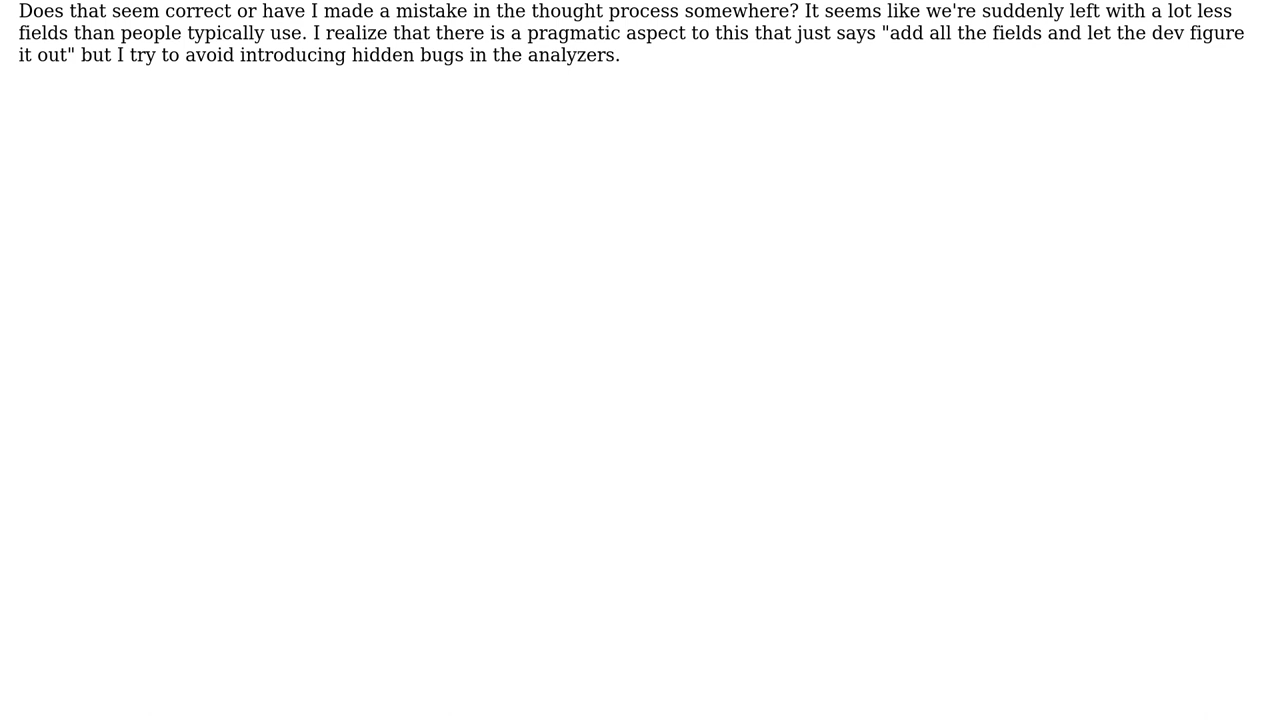 Does that seem correct or have I made a mistake in the thought process somewhere? It seems like we're suddenly left with a lot less
fields than people typically use. I realize that there is a pragmatic aspect to this that just says "add all the fields and let the dev figure
it out" but I try to avoid introducing hidden bugs in the analyzers.